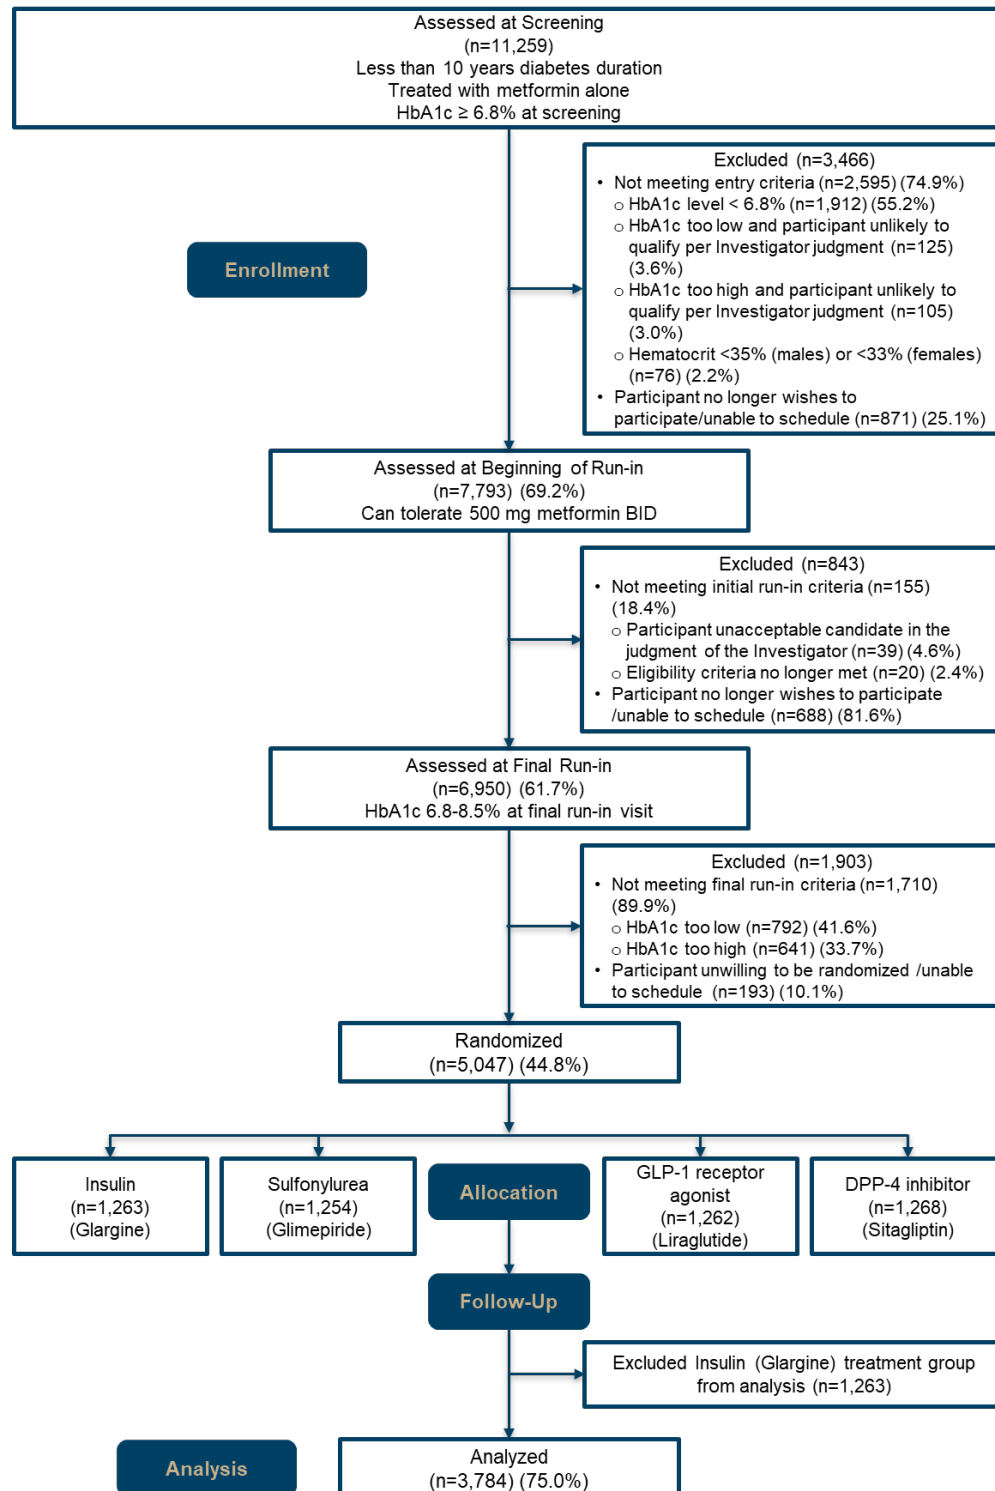 Assessed at Screening
(n=11,259)
Less than 10 years diabetes duration
Treated with metformin alone
HbA1c ≥ 6.8% at screening
Excluded (n=3,466)
• Not meeting entry criteria (n=2,595) (74.9%)
o HbA1c level < 6.8% (n=1,912) (55.2%)
o HbA1c too low and participant unlikely to
qualify per Investigator judgment (n=125)
(3.6%)
o HbA1c too high and participant unlikely to
qualify per Investigator judgment (n=105)
(3.0%)
o Hematocrit <35% (males) or <33% (females)
(n=76) (2.2%)
• Participant no longer wishes to
participate/unable to schedule (n=871) (25.1%)
Enrollment
Assessed at Beginning of Run-in
(n=7,793) (69.2%)
Can tolerate 500 mg metformin BID
Excluded (n=843)
• Not meeting initial run-in criteria (n=155)
(18.4%)
o Participant unacceptable candidate in the
judgment of the Investigator (n=39) (4.6%)
o Eligibility criteria no longer met (n=20) (2.4%)
• Participant no longer wishes to participate
/unable to schedule (n=688) (81.6%)
Assessed at Final Run-in
(n=6,950) (61.7%)
HbA1c 6.8-8.5% at final run-in visit
Excluded (n=1,903)
• Not meeting final run-in criteria (n=1,710)
(89.9%)
o HbA1c too low (n=792) (41.6%)
o HbA1c too high (n=641) (33.7%)
• Participant unwilling to be randomized /unable
to schedule (n=193) (10.1%)
Randomized
(n=5,047) (44.8%)
Insulin
(n=1,263)
(Glargine)
Sulfonylurea
(n=1,254)
(Glimepiride)
Allocation
GLP-1 receptor
agonist
(n=1,262)
(Liraglutide)
DPP-4 inhibitor
(n=1,268)
(Sitagliptin)
Follow-Up
Excluded Insulin (Glargine) treatment group
from analysis (n=1,263)
Analysis
Analyzed
(n=3,784) (75.0%)